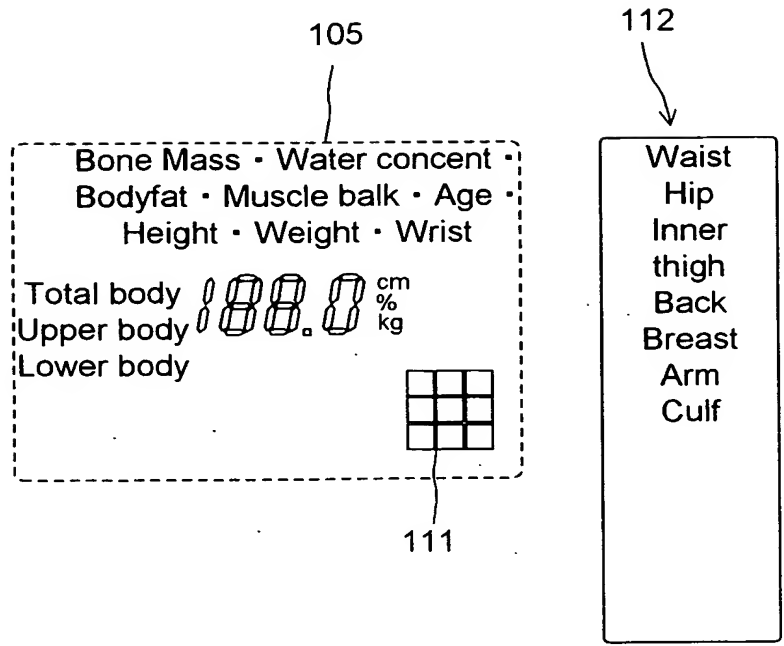 105
112
Bone Mass · Water concent ·
Bodyfat · Muscle balk · Age ·
Height · Weight · Wrist
Total body
Upper body
Lower body
188.0
cm
%
kg
111
Waist
Hip
Inner
thigh
Back
Breast
Arm
Culf